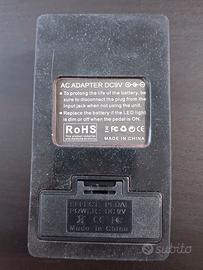 AC ADAPTER DC9V
● To prolong the life of the battery, be
sure to disconnect the plug from the
input jack when not using the unit.
● Replace the battery if the LED light
is dim or off when the pedal is on.
RoHS
MADE IN CHINA
EFFECT PEDAL
POWER: DC9V
Made in China
subito